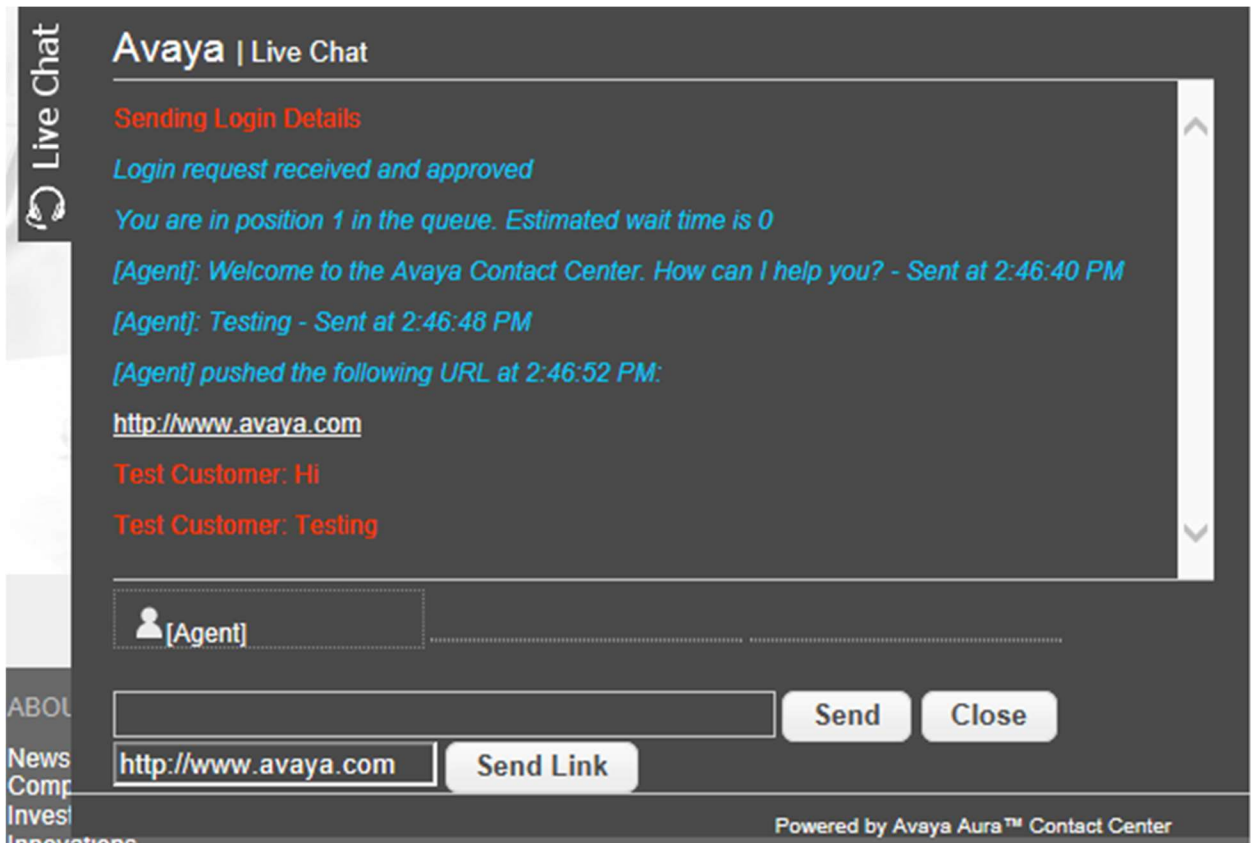 Live Chat
Avaya | Live Chat
Sending Login Details
Login request received and approved
You are in position 1 in the queue. Estimated wait time is 0
[Agent]: Welcome to the Avaya Contact Center. How can I help you? - Sent at 2:46:40 PM
[Agent]: Testing - Sent at 2:46:48 PM
[Agent] pushed the following URL at 2:46:52 PM:
http://www.avaya.com
Test Customer: Hi
Test Customer: Testing
[Agent]
Send Close
http://www.avaya.com Send Link
Powered by Avaya Aura™ Contact Center
ABOU
News
Comp
Invest
Innovations